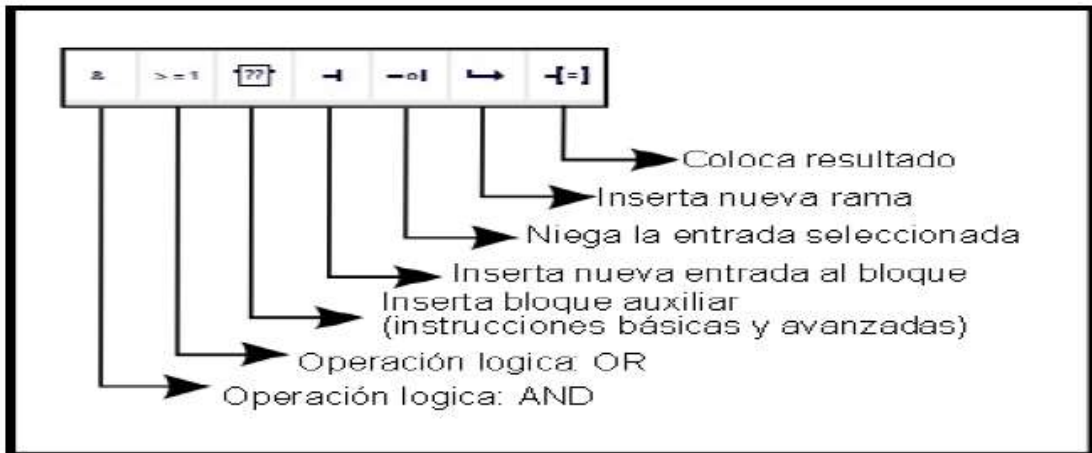 & >=1 ?? [=]
Coloca resultado
Inserta nueva rama
Niega la entrada seleccionada
Inserta nueva entrada al bloque
Inserta bloque auxiliar
(instrucciones básicas y avanzadas)
Operación logica: OR
Operación logica: AND